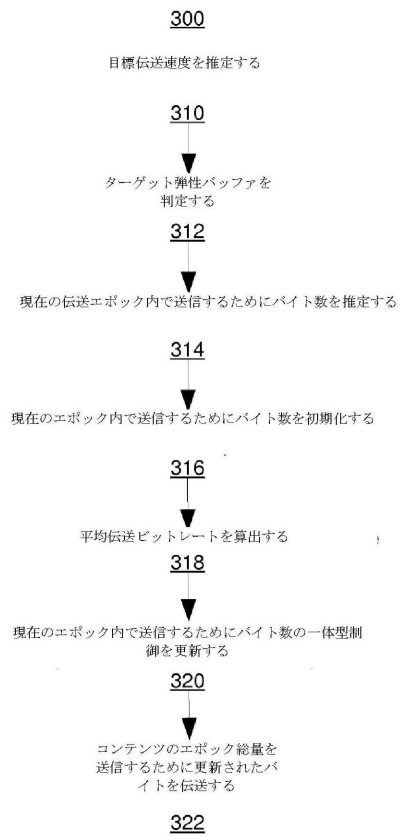 300
目標伝送速度を推定する
310
ターゲット弾性バッファを
判定する
312
現在の伝送エポック内で送信するためにバイト数を推定する
314
現在のエポック内で送信するためにバイト数を初期化する
316
平均伝送ビットレートを算出する
318
現在のエポック内で送信するためにバイト数の一体型制
御を更新する
320
コンテンツのエポック総量を
送信するために更新されたバ
イトを伝送する
322